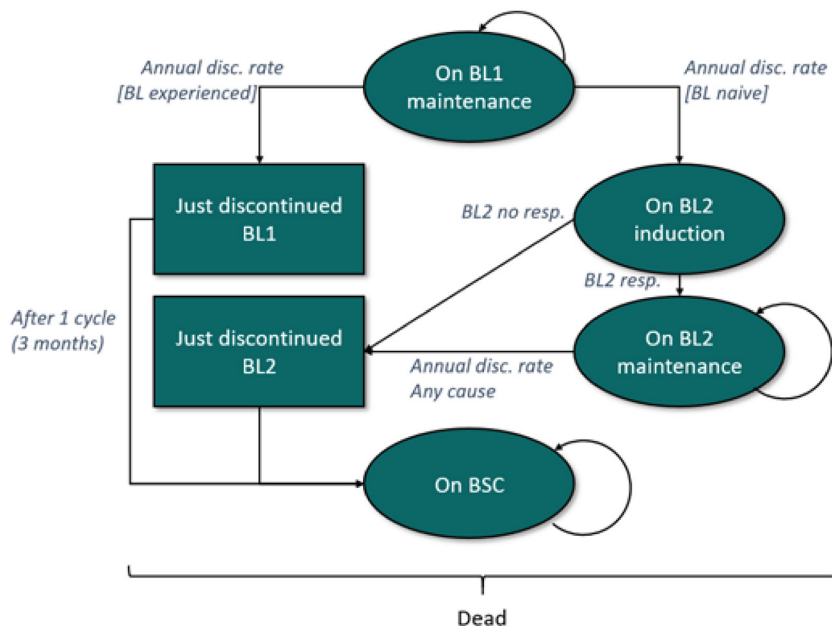 Annual disc. rate
[BL experienced]
On BL1
maintenance
Annual disc. rate
[BL naive]
Just discontinued
BL1
BL2 no resp.
On BL2
induction
BL2 resp.
After 1 cycle
(3 months)
Just discontinued
BL2
Annual disc. rate
Any cause
On BL2
maintenance
On BSC
Dead